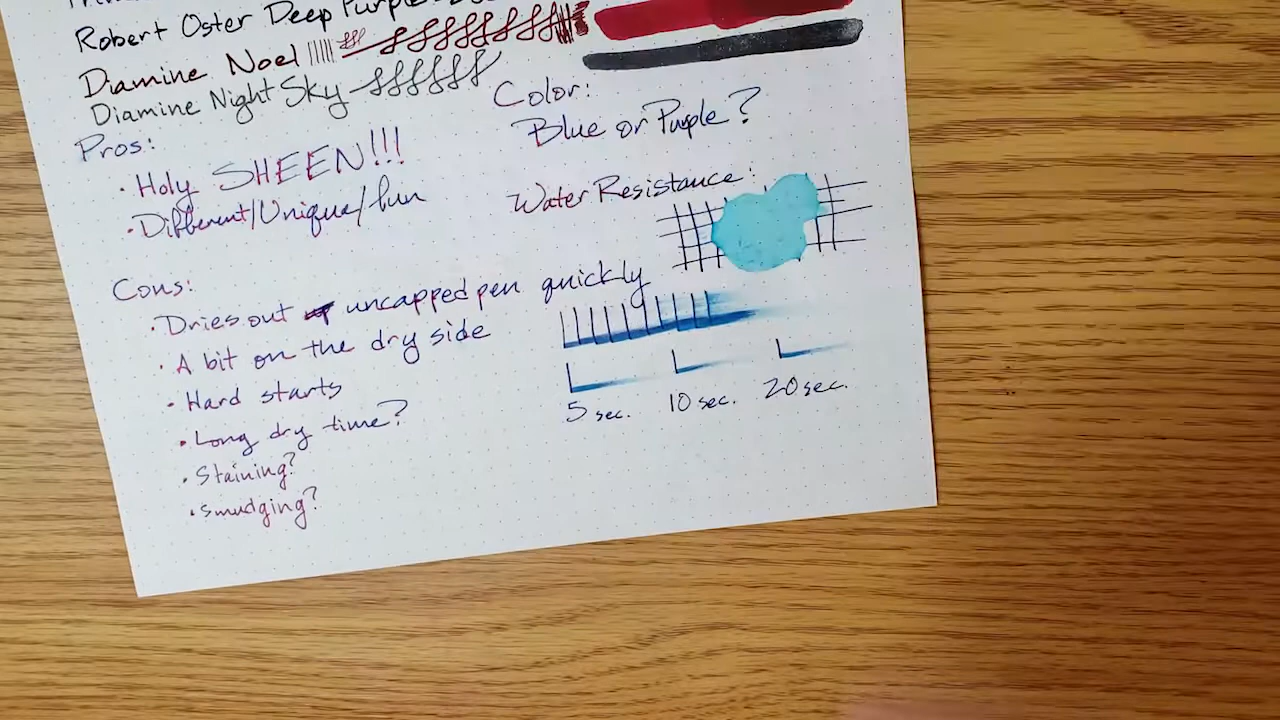 Robert Oster Deep Purple
Diamine Noel
Diamine Night Sky
Pros:
· Holy SHEEN!!!
· Different/Unique/fun
Cons:
· Dries out uncapped pen quickly
· A bit on the dry side
· Hard starts
· Long dry time?
· Staining?
· Smudging?
Color:
Blue or Purple?
Water Resistance:
5 sec. 10 sec. 20 sec.